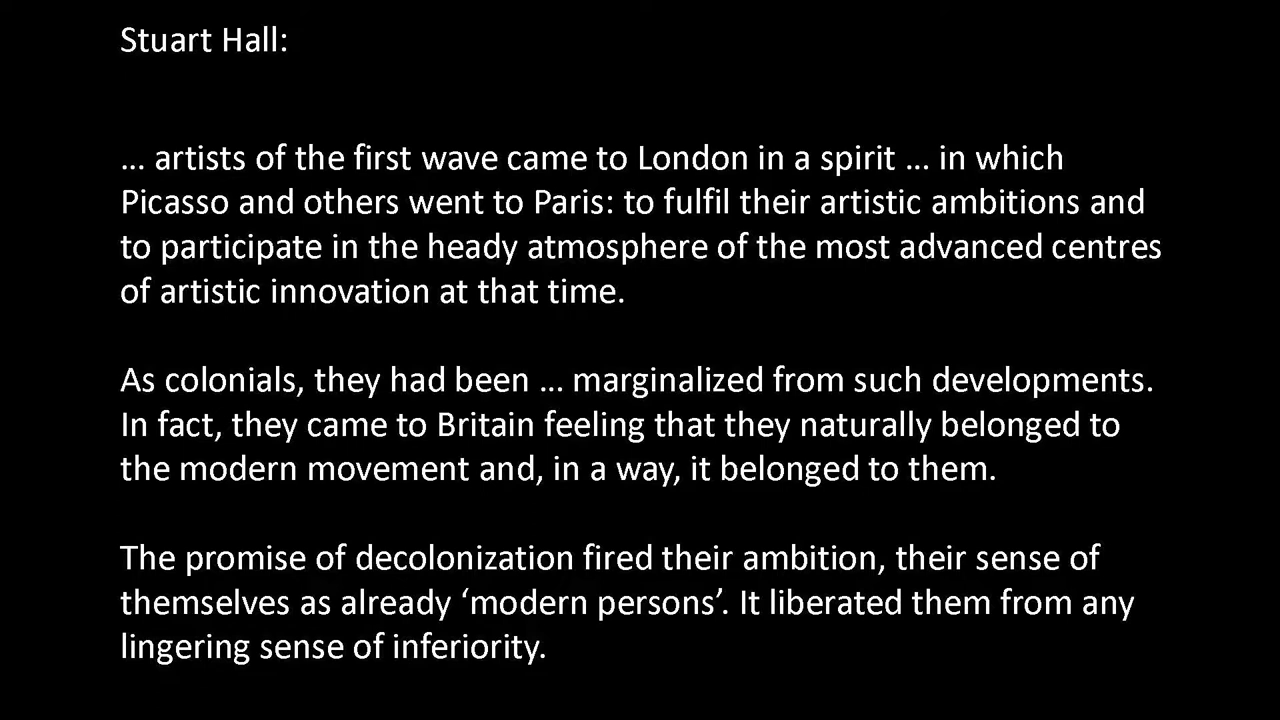 Stuart Hall:
… artists of the first wave came to London in a spirit … in which
Picasso and others went to Paris: to fulfil their artistic ambitions and
to participate in the heady atmosphere of the most advanced centres
of artistic innovation at that time.
As colonials, they had been … marginalized from such developments.
In fact, they came to Britain feeling that they naturally belonged to
the modern movement and, in a way, it belonged to them.
The promise of decolonization fired their ambition, their sense of
themselves as already ‘modern persons’. It liberated them from any
lingering sense of inferiority.